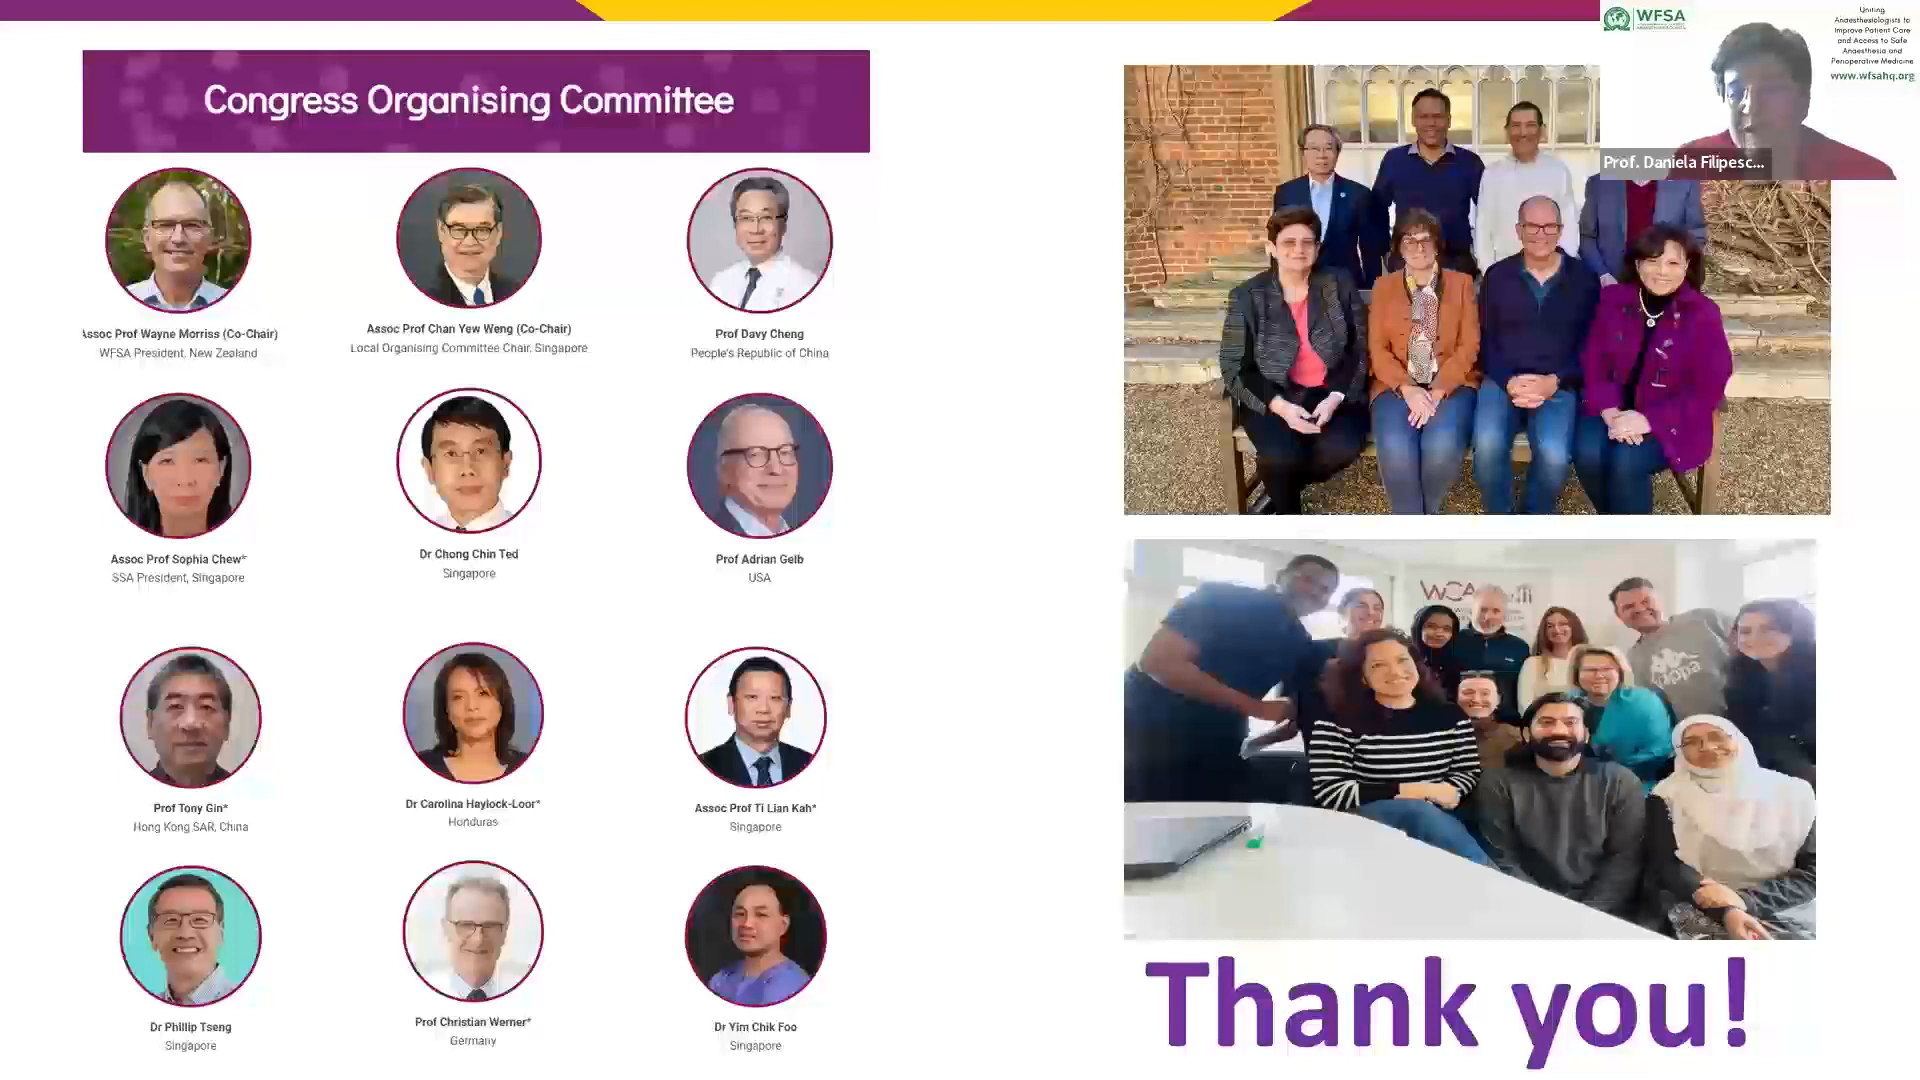 Congress Organising Committee
Assoc Prof Wayne Morriss (Co-Chair)
WFSA President, New Zealand
Assoc Prof Chan Yew Weng (Co-Chair)
Local Organising Committee Chair, Singapore
Prof Davy Cheng
People's Republic of China
Assoc Prof Sophia Chew*
SSA President, Singapore
Dr Chong Chin Ted
Singapore
Prof Adrian Gelb
USA
Prof Tony Gin*
Hong Kong SAR, China
Dr Carolina Haylock-Loor*
Honduras
Assoc Prof Ti Lian Kah*
Singapore
Dr Phillip Tseng
Singapore
Prof Christian Werner*
Germany
Dr Yim Chik Foo
Singapore
WFSA
Uniting
Anaesthesiologists to
Improve Patient Care
and Access to Safe
Anaesthesia and
Perioperative Medicine
www.wfsahq.org
Prof. Daniela Filipesc...
Thank you!